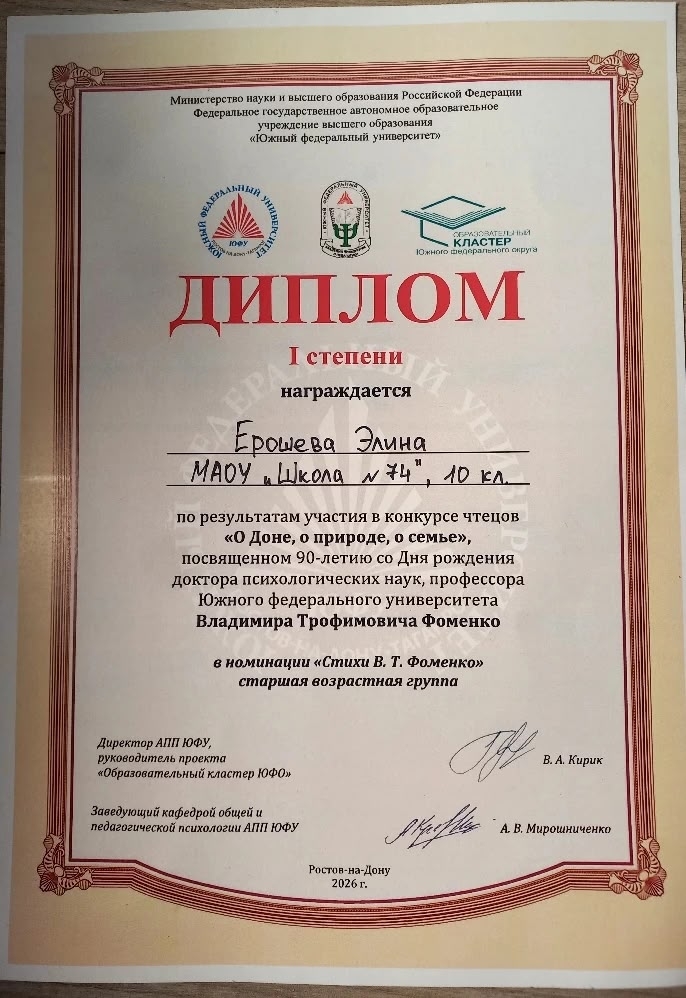 Министерство науки и высшего образования Российской Федерации
Федеральное государственное автономное образовательное
учреждение высшего образования
«Южный федеральный университет»
ЮЖНЫЙ ФЕДЕРАЛЬНЫЙ УНИВЕРСИТЕТ
ЮФУ
ОБРАЗОВАТЕЛЬНЫЙ
КЛАСТЕР
Южного федерального округа
ДИПЛОМ
I степени
награждается
Ерошева Элина
МАОУ „Школа №74", 10 кл.
по результатам участия в конкурсе чтецов
«О Доне, о природе, о семье»,
посвященном 90-летию со Дня рождения
доктора психологических наук, профессора
Южного федерального университета
Владимира Трофимовича Фоменко
в номинации «Стихи В. Т. Фоменко»
старшая возрастная группа
Директор АПП ЮФУ,
руководитель проекта
«Образовательный кластер ЮФО»
В. А. Кирик
Заведующий кафедрой общей и
педагогической психологии АПП ЮФУ
А. В. Мирошниченко
Ростов-на-Дону
2026 г.